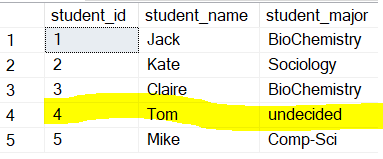 student_id student_name student_major
1 1 Jack BioChemistry
2 2 Kate Sociology
3 3 Claire BioChemistry
4 4 Tom undecided
5 5 Mike Comp-Sci